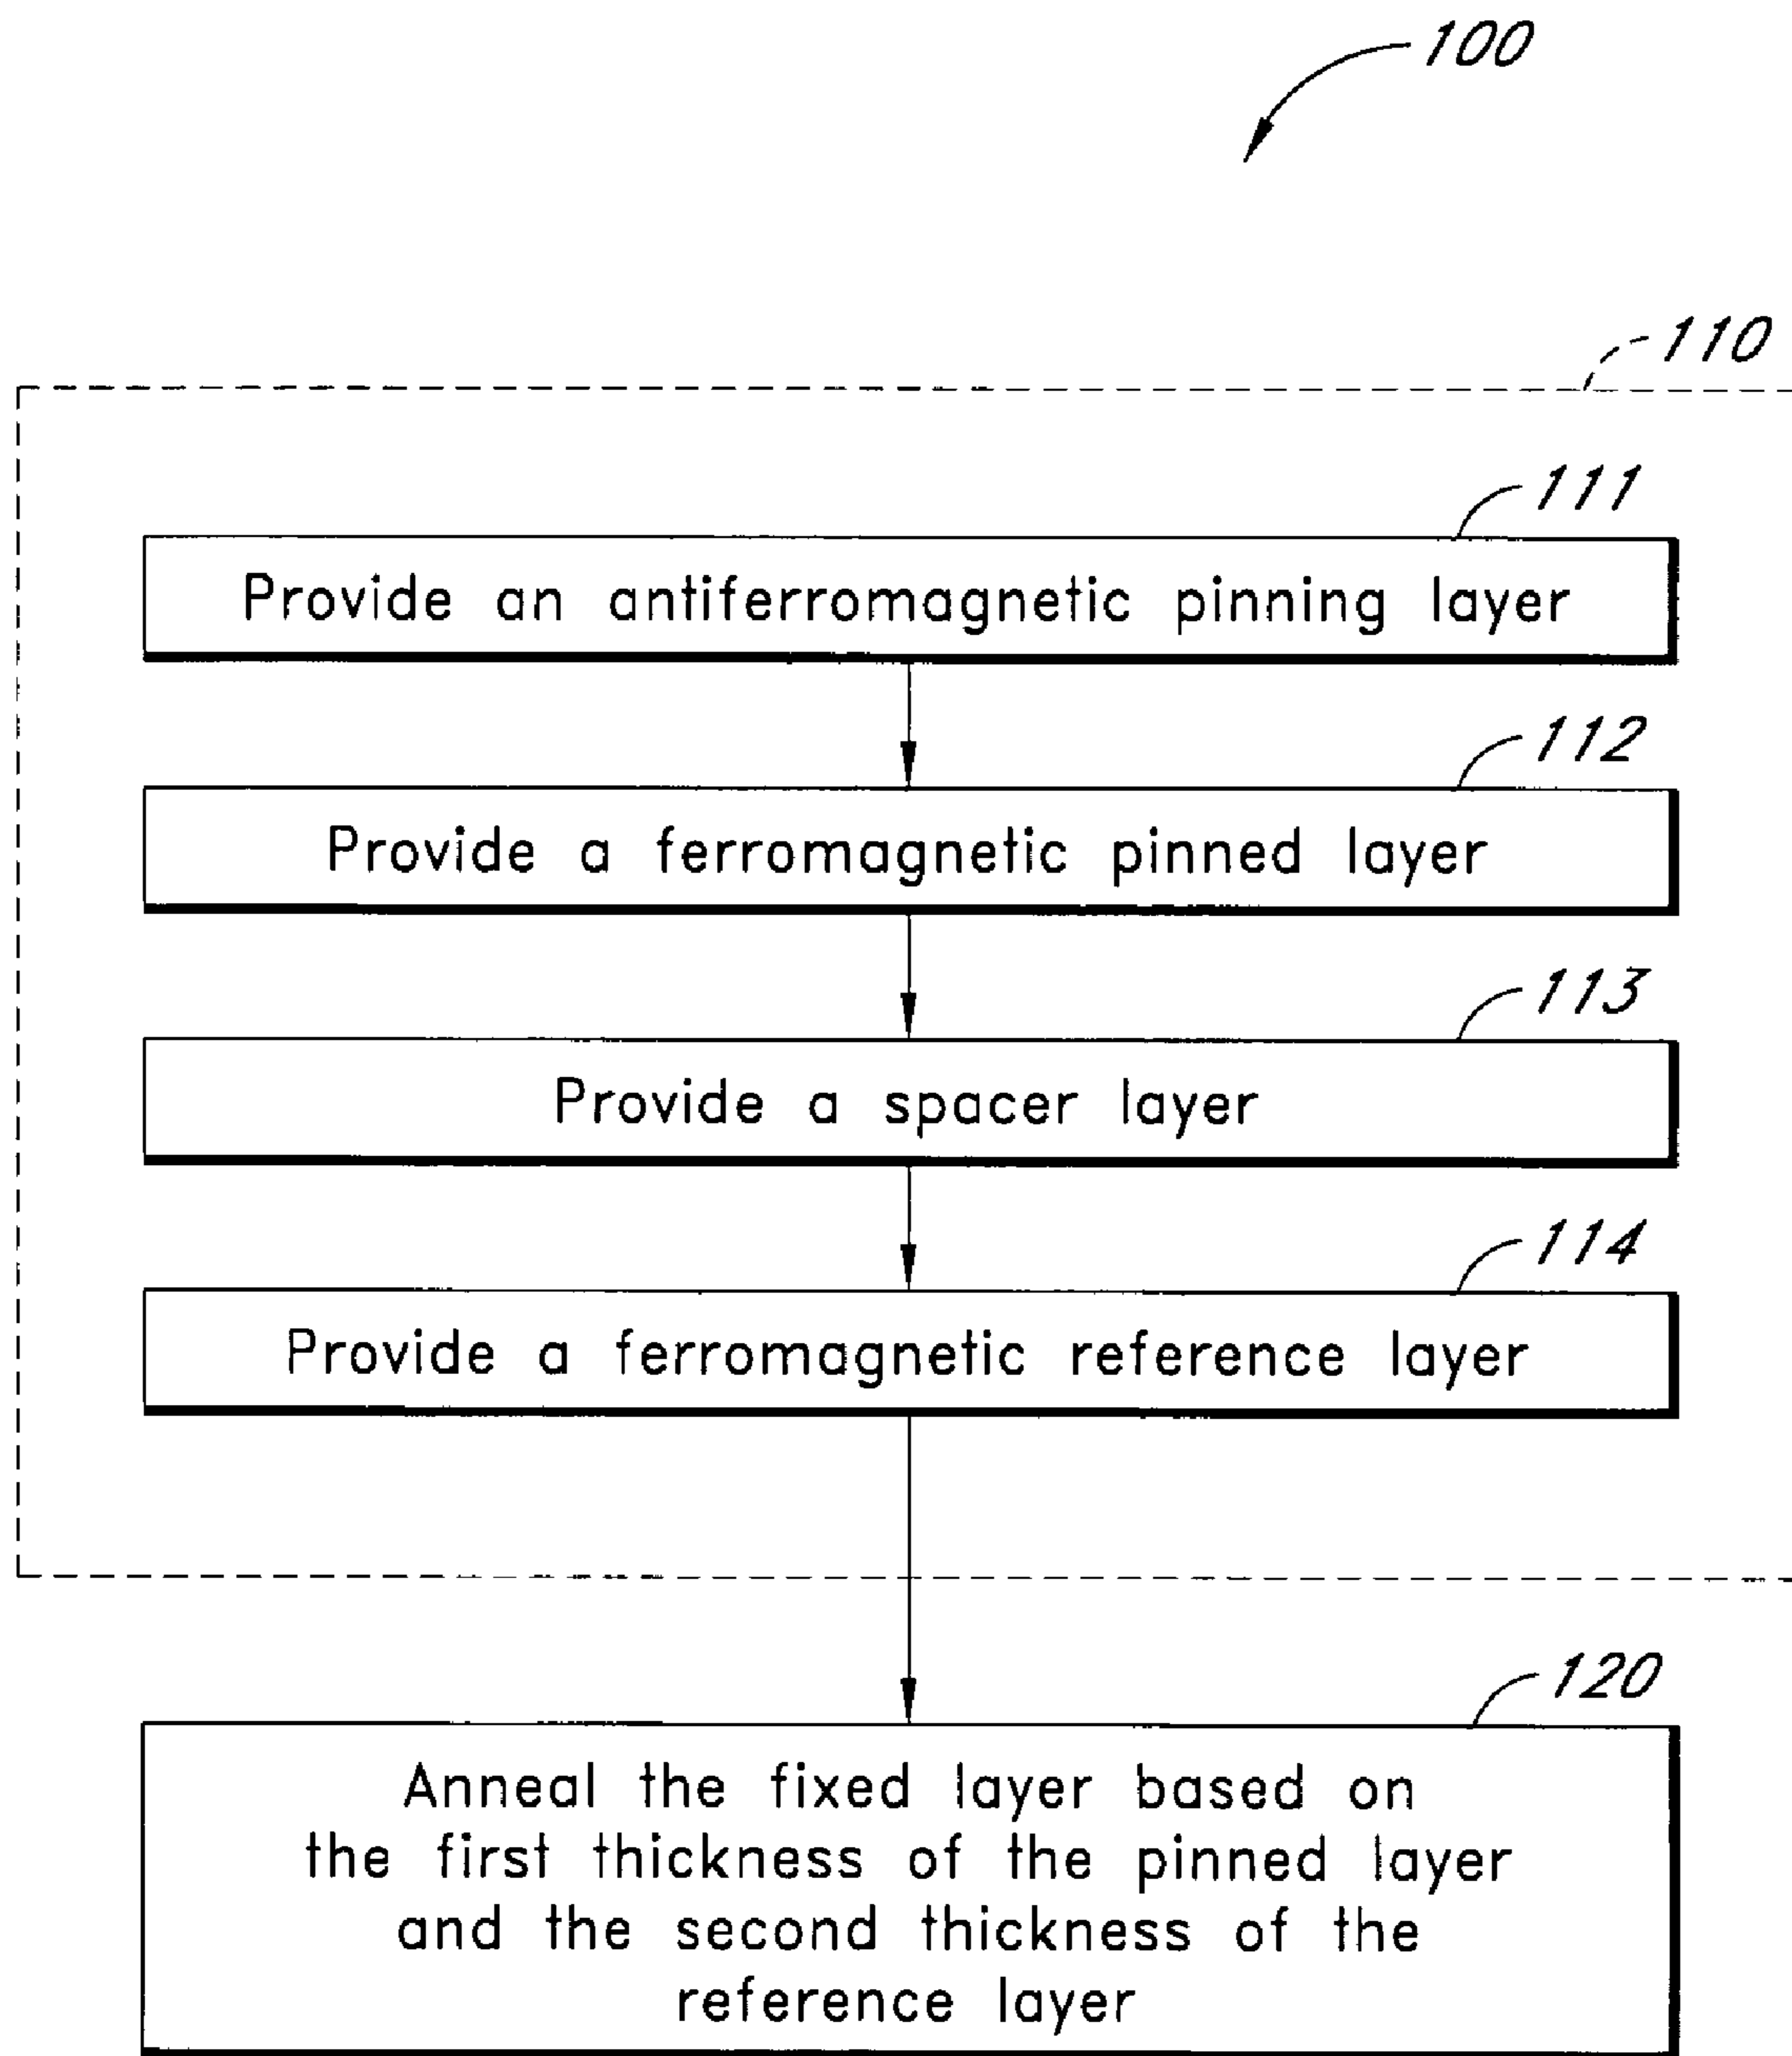 100
110
111
Provide an antiferromagnetic pinning layer
112
Provide a ferromagnetic pinned layer
113
Provide a spacer layer
114
Provide a ferromagnetic reference layer
120
Anneal the fixed layer based on
the first thickness of the pinned layer
and the second thickness of the
reference layer